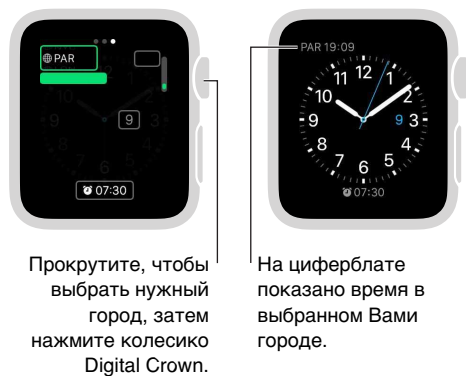 PAR
9
07:30
PAR 19:09
12
11
1
10
2
9
9 3
8
4
7
5
6
07:30
Прокрутите, чтобы
выбрать нужный
город, затем
нажмите колесико
Digital Crown.
На циферблате
показано время в
выбранном Вами
городе.